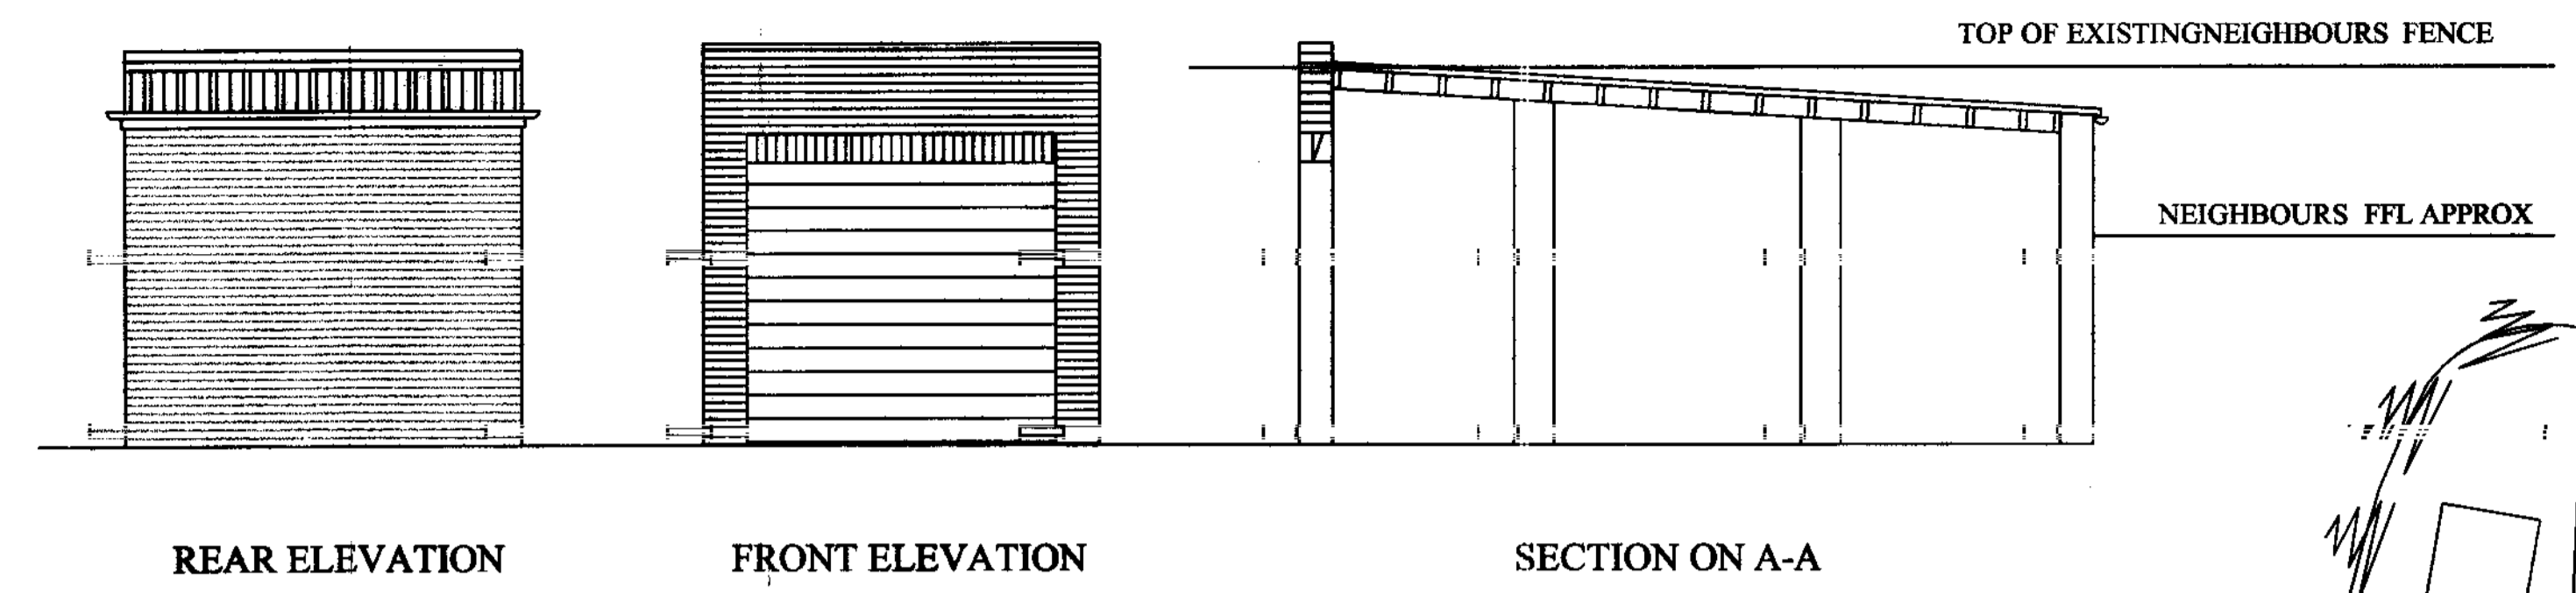 TOP OF EXISTINGNEIGHBOURS FENCE
NEIGHBOURS FFL APPROX
REAR ELEVATION
FRONT ELEVATION
SECTION ON A-A